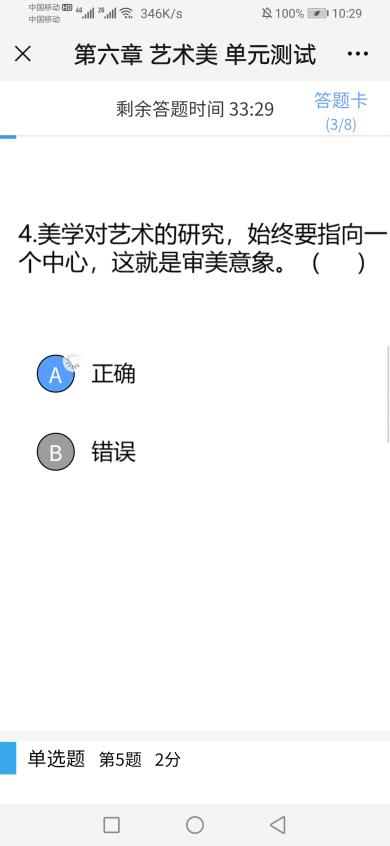 中国移动 HD 4G 2G 346K/s 100% 10:29
中国移动
第六章 艺术美 单元测试
剩余答题时间 33:29
答题卡
(3/8)
4.美学对艺术的研究，始终要指向一
个中心，这就是审美意象。（ ）
A 正确
B 错误
单选题 第5题 2分